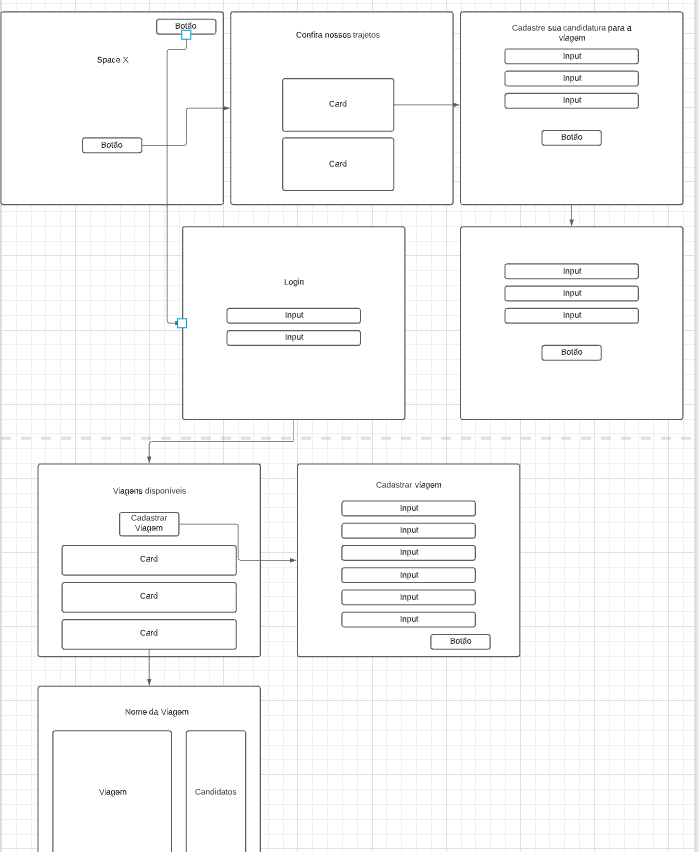 Botão
Space X
Botão
Confira nossos trajetos
Card
Card
Cadastre sua candidatura para a
viagem
Input
Input
Input
Botão
Login
Input
Input
Input
Input
Input
Botão
Viagens disponíveis
Cadastrar
Viagem
Card
Card
Card
Cadastrar viagem
Input
Input
Input
Input
Input
Input
Botão
Nome da Viagem
Viagem
Candidatos